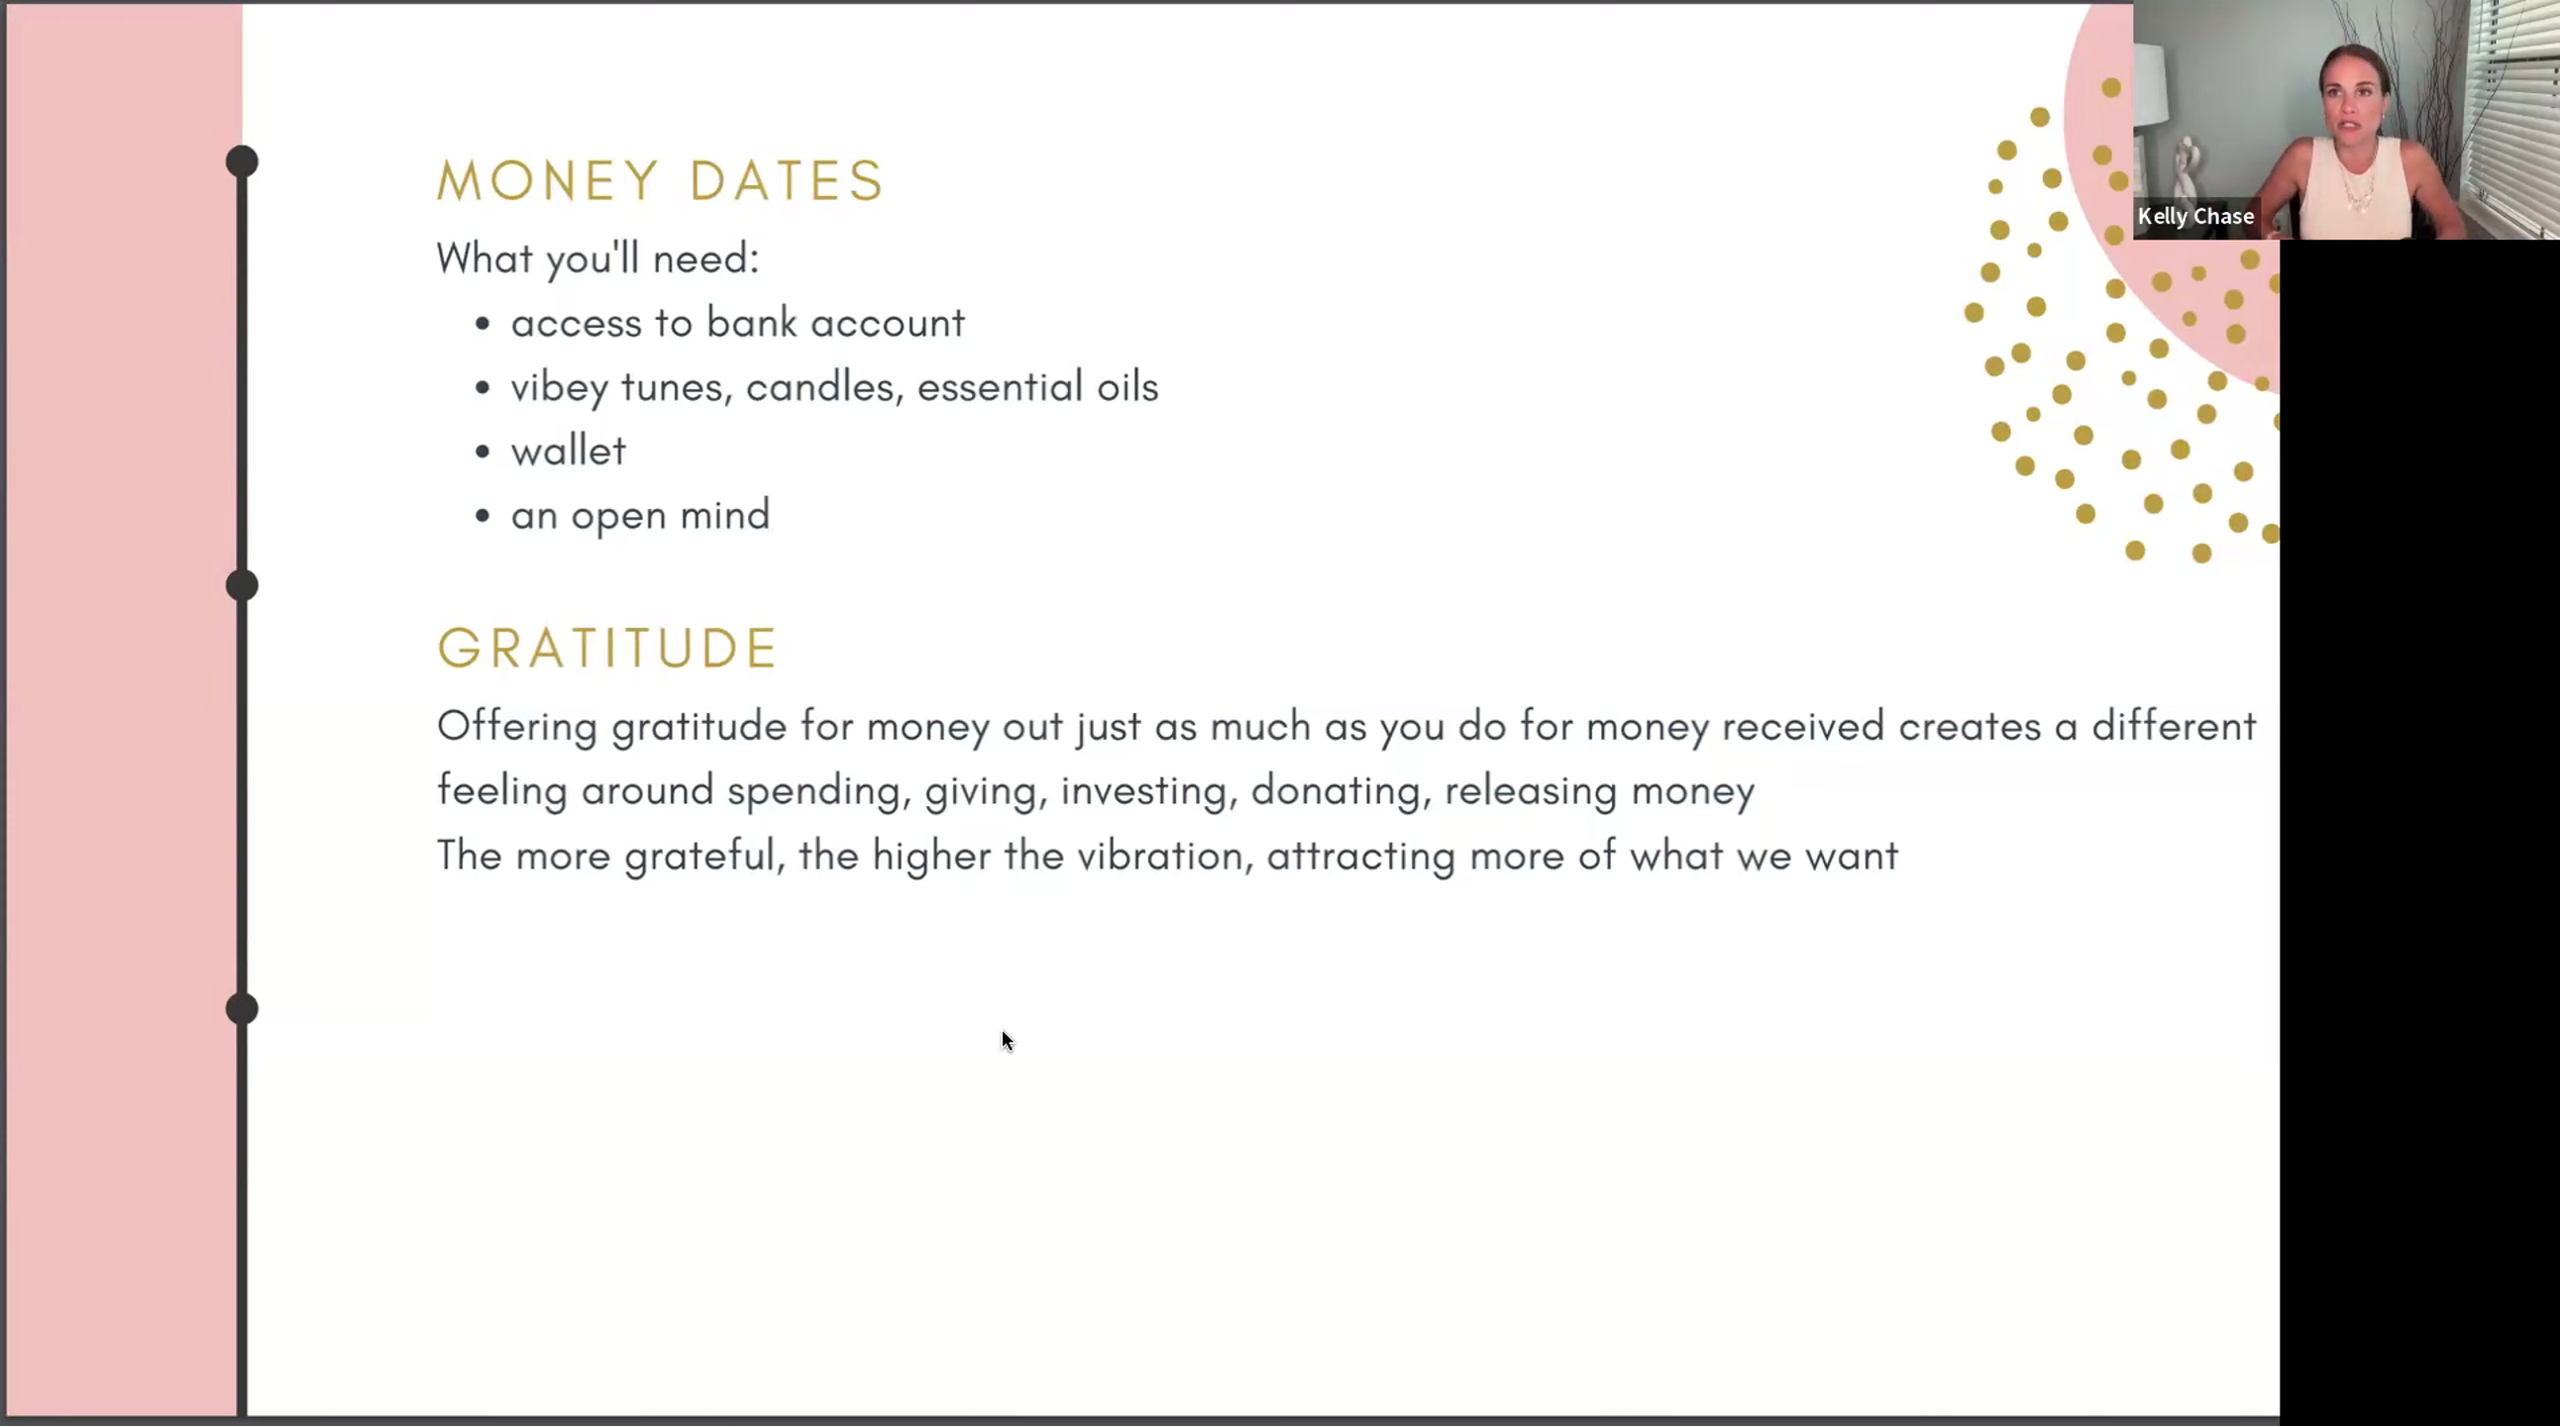 MONEY DATES
What you'll need:
• access to bank account
• vibey tunes, candles, essential oils
• wallet
• an open mind
GRATITUDE
Offering gratitude for money out just as much as you do for money received creates a different
feeling around spending, giving, investing, donating, releasing money
The more grateful, the higher the vibration, attracting more of what we want
Kelly Chase